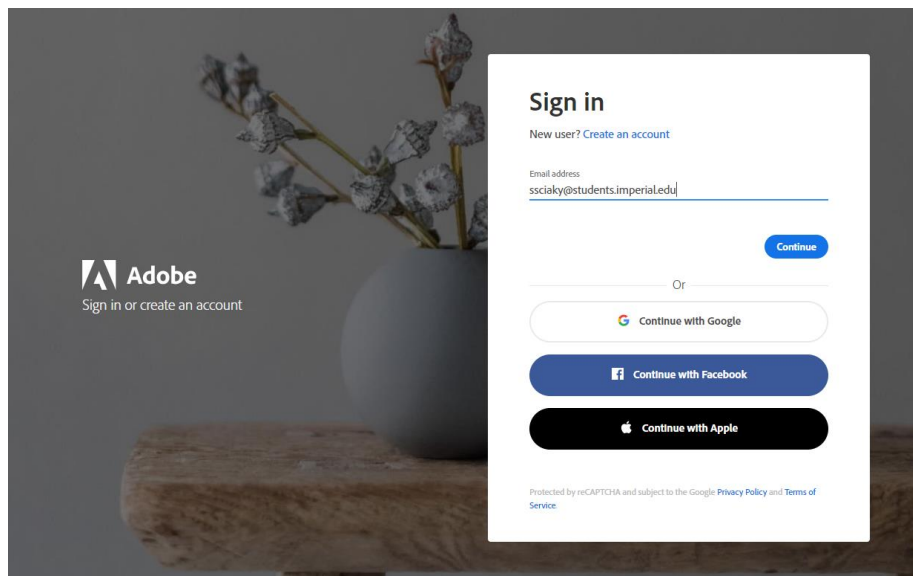 Adobe
Sign in or create an account
Sign in
New user? Create an account
Email address
ssciaky@students.imperial.edu
Continue
Or
Continue with Google
Continue with Facebook
Continue with Apple
Protected by reCAPTCHA and subject to the Google Privacy Policy and Terms of
Service.